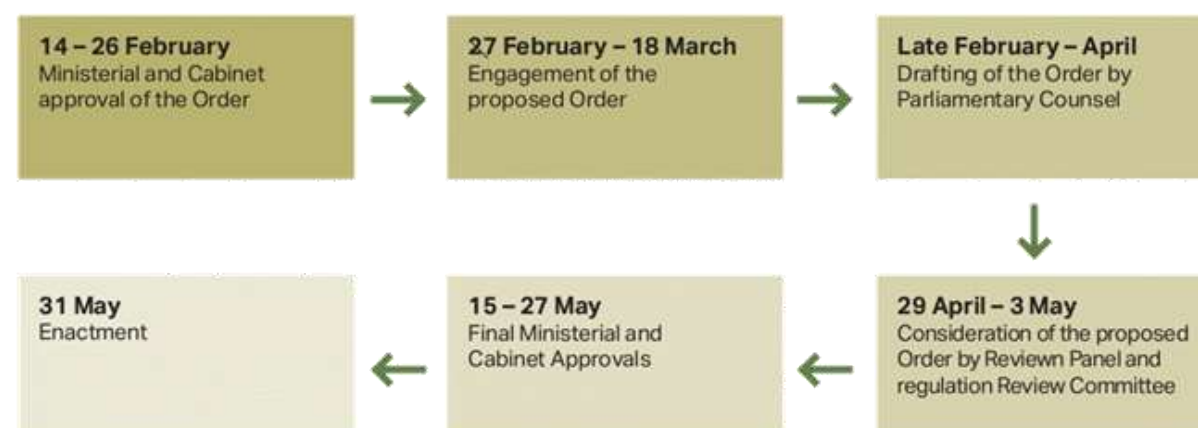 14 – 26 February
Ministerial and Cabinet
approval of the Order
27 February – 18 March
Engagement of the
proposed Order
Late February – April
Drafting of the Order by
Parliamentary Counsel
29 April – 3 May
Consideration of the proposed
Order by Reviewn Panel and
regulation Review Committee
15 – 27 May
Final Ministerial and
Cabinet Approvals
31 May
Enactment